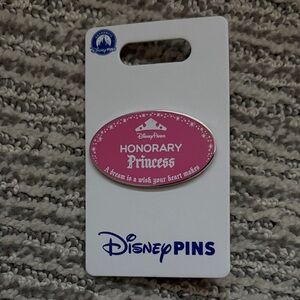 Disney Parks
HONORARY
Princess
A dream is a wish your heart makes
Disney PINS